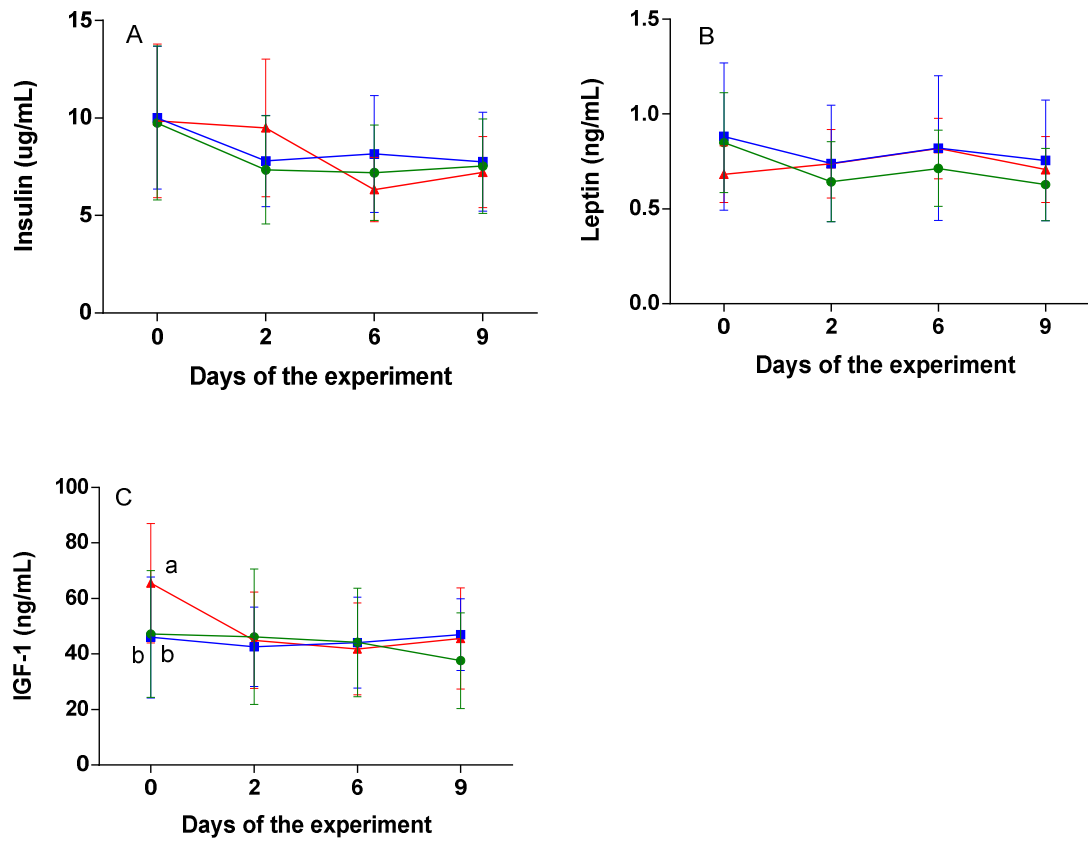 A
Insulin (ug/mL)
15
10
5
0
0 2 6 9
Days of the experiment
B
Leptin (ng/mL)
1.5
1.0
0.5
0.0
0 2 6 9
Days of the experiment
C
IGF-1 (ng/mL)
100
80
60
40
20
0
a
b b
0 2 6 9
Days of the experiment